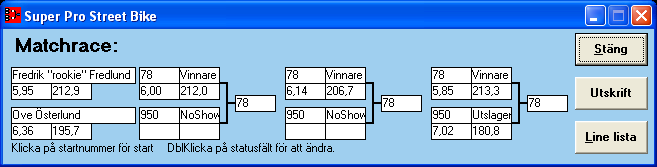 Super Pro Street Bike
Matchrace:
Stäng
Fredrik "rookie" Fredlund
5,95 212,9
78 Vinnare
6,00 212,0
78
78 Vinnare
6,14 206,7
78
78 Vinnare
5,85 213,3
78
Utskrift
Ove Österlund
6,36 195,7
950 NoShow
950 NoShow
950 Utslager
7,02 180,8
Line lista
Klicka på startnummer för start DblKlicka på statusfält för att ändra.